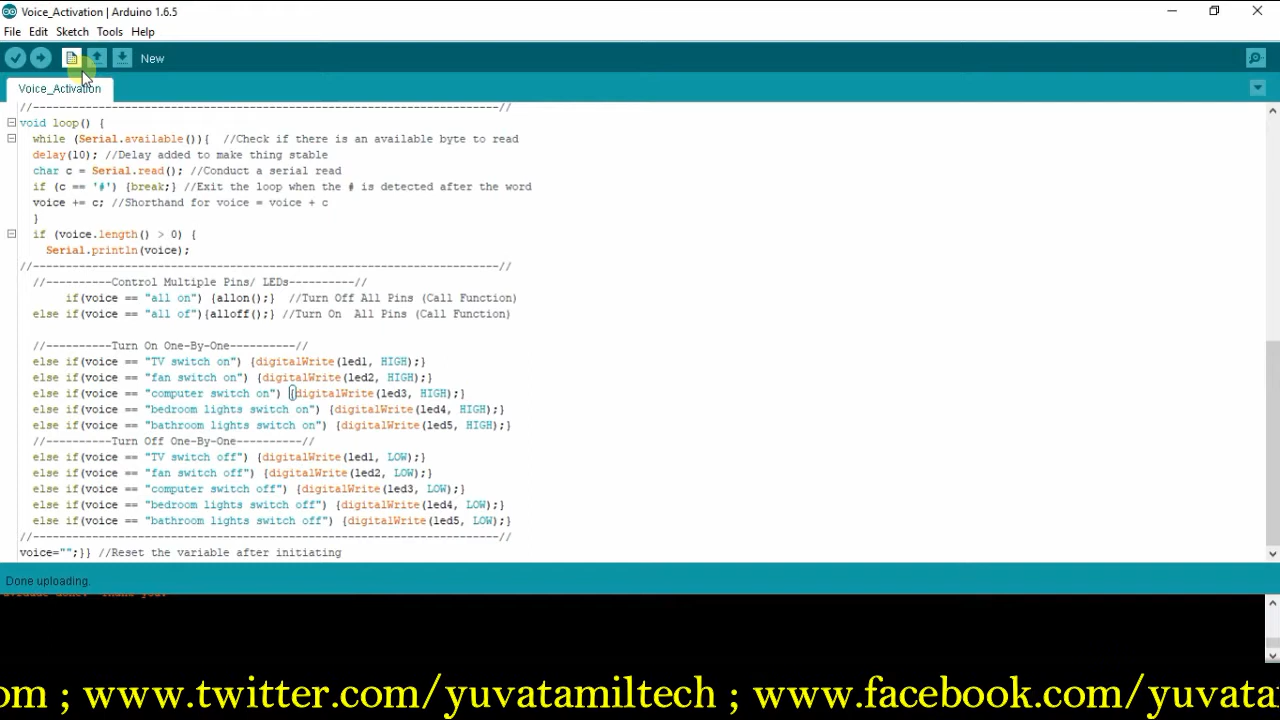 Voice_Activation | Arduino 1.6.5
File Edit Sketch Tools Help
New
Voice_Activation
//-----------------------------------------------------------------------//
void loop() {
while (Serial.available()){ //Check if there is an available byte to read
delay(10); //Delay added to make thing stable
char c = Serial.read(); //Conduct a serial read
if (c == '#') {break;} //Exit the loop when the # is detected after the word
voice += c; //Shorthand for voice = voice + c
}
if (voice.length() > 0) {
Serial.println(voice);
//-----------------------------------------------------------------------//
//----------Control Multiple Pins/ LEDs----------//
if(voice == "all on") {allon();} //Turn Off All Pins (Call Function)
else if(voice == "all of"){alloff();} //Turn On  All Pins (Call Function)
//----------Turn On One-By-One----------//
else if(voice == "TV switch on") {digitalWrite(led1, HIGH);}
else if(voice == "fan switch on") {digitalWrite(led2, HIGH);}
else if(voice == "computer switch on") {digitalWrite(led3, HIGH);}
else if(voice == "bedroom lights switch on") {digitalWrite(led4, HIGH);}
else if(voice == "bathroom lights switch on") {digitalWrite(led5, HIGH);}
//----------Turn Off One-By-One----------//
else if(voice == "TV switch off") {digitalWrite(led1, LOW);}
else if(voice == "fan switch off") {digitalWrite(led2, LOW);}
else if(voice == "computer switch off") {digitalWrite(led3, LOW);}
else if(voice == "bedroom lights switch off") {digitalWrite(led4, LOW);}
else if(voice == "bathroom lights switch off") {digitalWrite(led5, LOW);}
//-----------------------------------------------------------------------//
voice="";}} //Reset the variable after initiating
Done uploading.
om ; www.twitter.com/yuvatamiltech ; www.facebook.com/yuvata